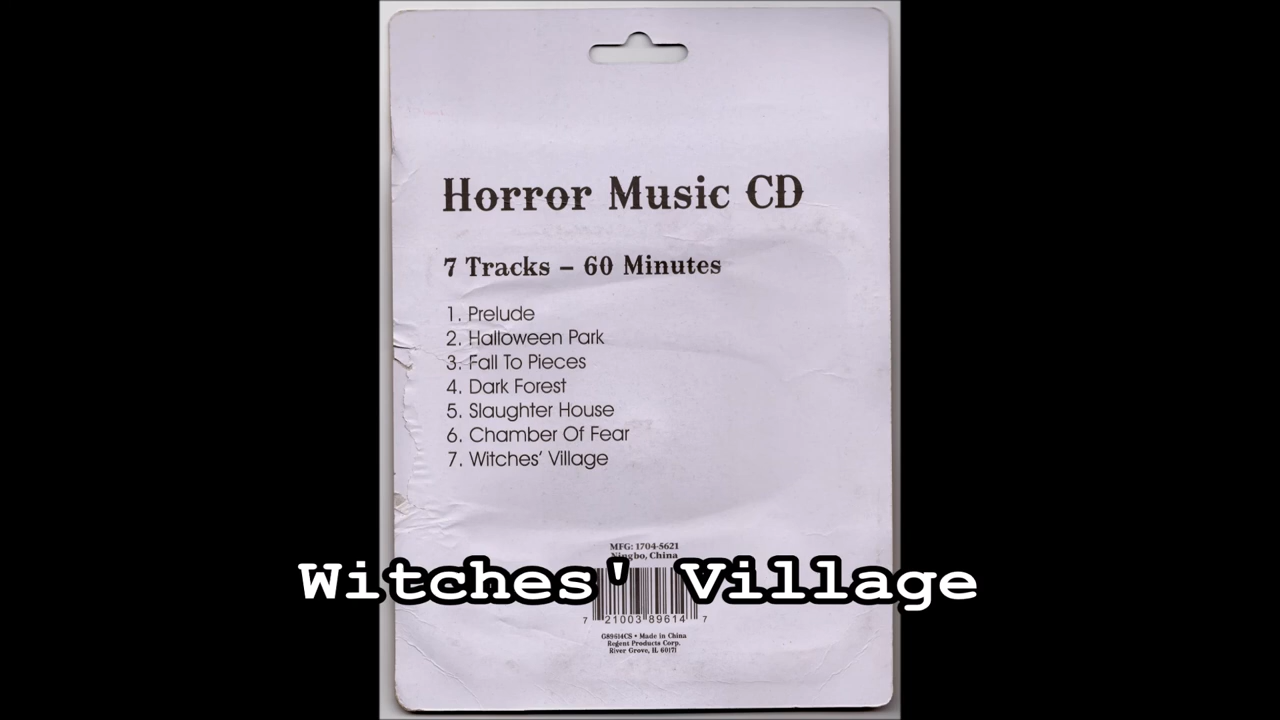 Horror Music CD
7 Tracks – 60 Minutes
1. Prelude
2. Halloween Park
3. Fall To Pieces
4. Dark Forest
5. Slaughter House
6. Chamber Of Fear
7. Witches’ Village
MFG: 1704-5621
Ningbo, China
Witches' Village
7 21003 89614 7
G89614CS • Made in China
Regent Products Corp.
River Grove, IL 60171